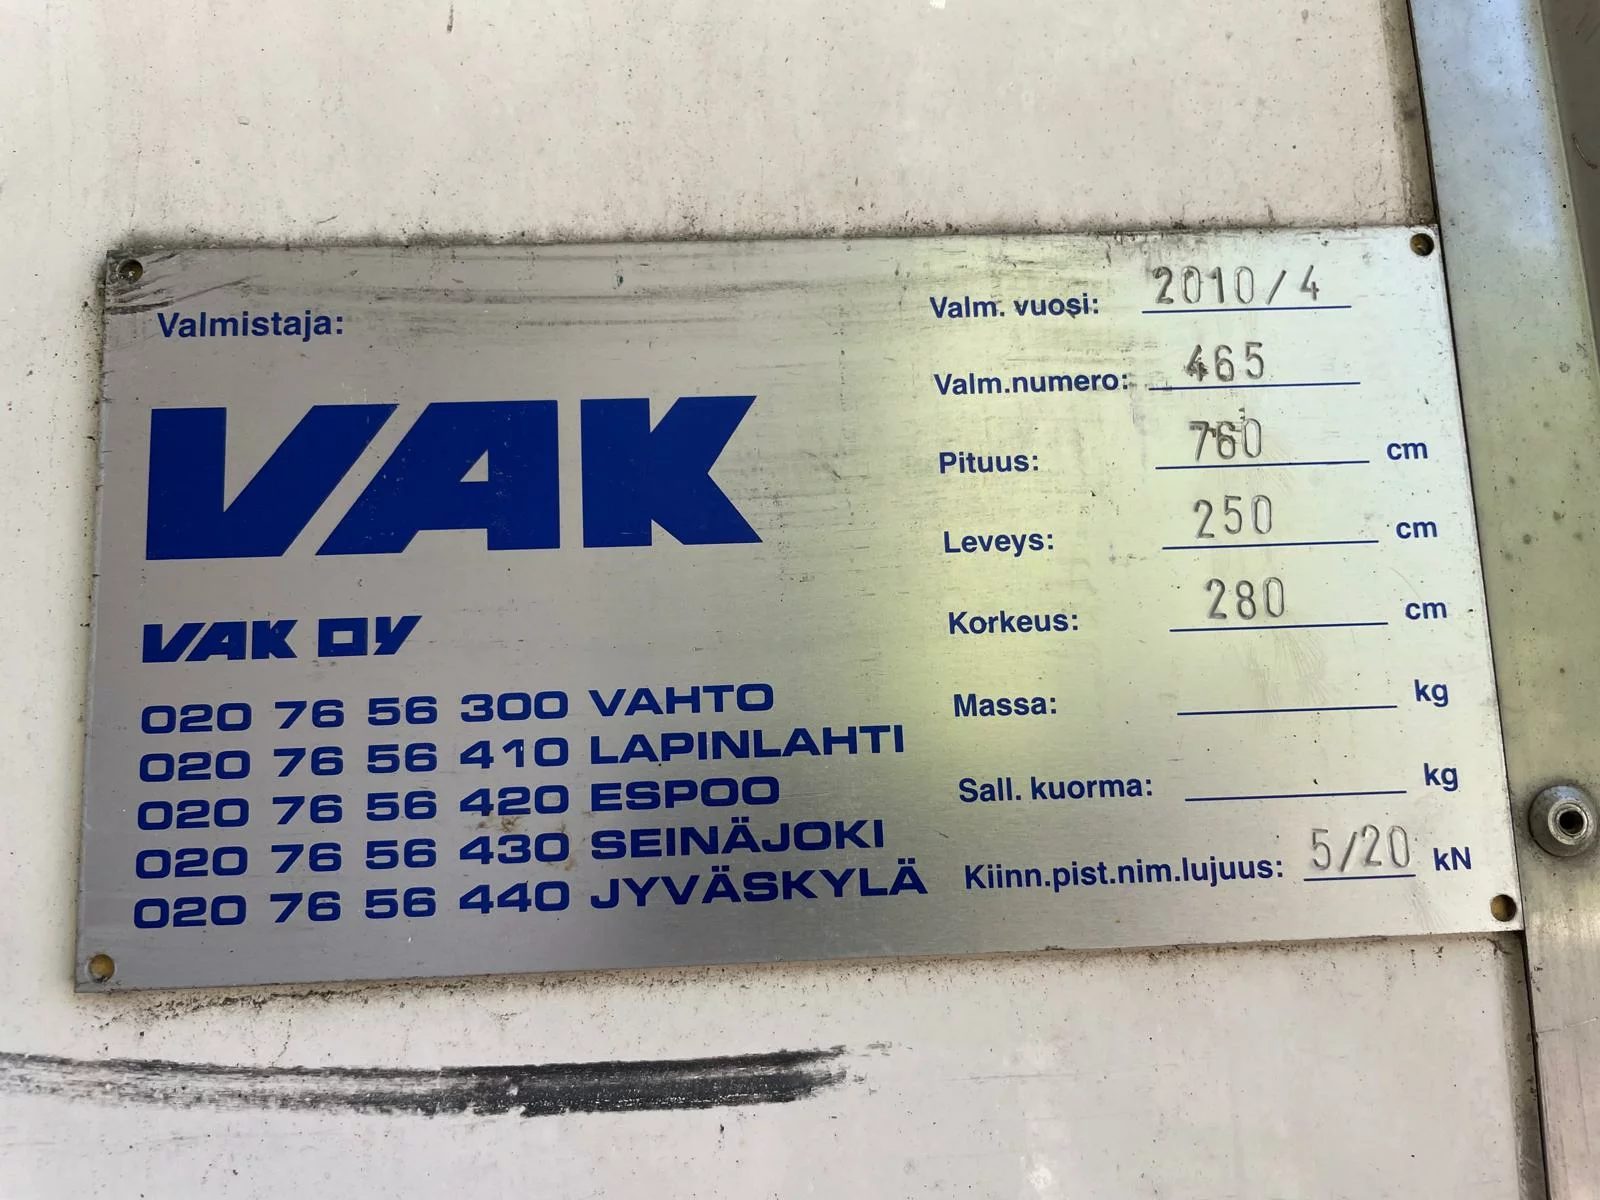 Valmistaja:
VAK
VAK OY
020 76 56 300 VAHTO
020 76 56 410 LAPINLAHTI
020 76 56 420 ESPOO
020 76 56 430 SEINÄJOKI
020 76 56 440 JYVÄSKYLÄ
Valm. vuosi: 2010/4
Valm.numero: 465
Pituus: 760 cm
Leveys: 250 cm
Korkeus: 280 cm
Massa: kg
Sall. kuorma: kg
Kiinn.pist.nim.lujuus: 5/20 kN